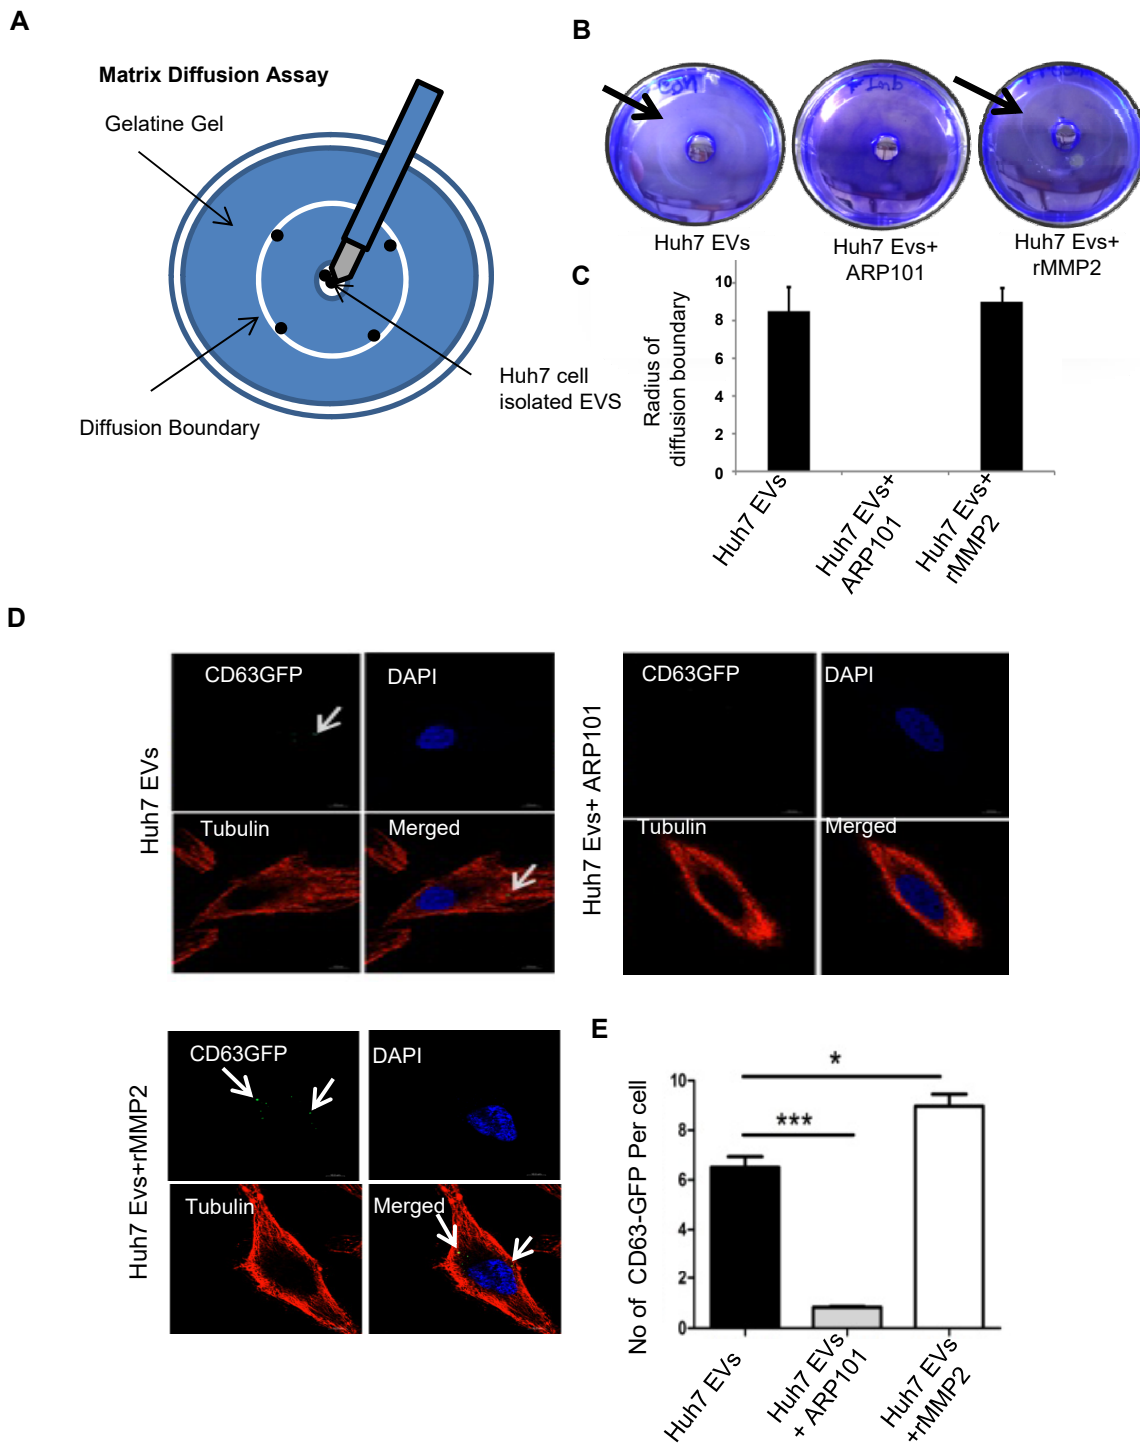 A
Matrix Diffusion Assay
Gelatine Gel
Diffusion Boundary
Huh7 cell
isolated EVS
B
Huh7 EVs
Huh7 Evs+
ARP101
Huh7 Evs+
rMMP2
C
Radius of
diffusion boundary
10
8
6
4
2
0
Huh7 EVs
Huh7 EVs+
ARP101
Huh7 Evs+
rMMP2
D
Huh7 EVs
CD63GFP
DAPI
Tubulin
Merged
Huh7 Evs+ ARP101
CD63GFP
DAPI
Tubulin
Merged
Huh7 Evs+rMMP2
CD63GFP
DAPI
Tubulin
Merged
E
No of CD63-GFP Per cell
10
8
6
4
2
0
*
***
Huh7 EVs
Huh7 EVs
+ ARP101
Huh7 EVs
+rMMP2